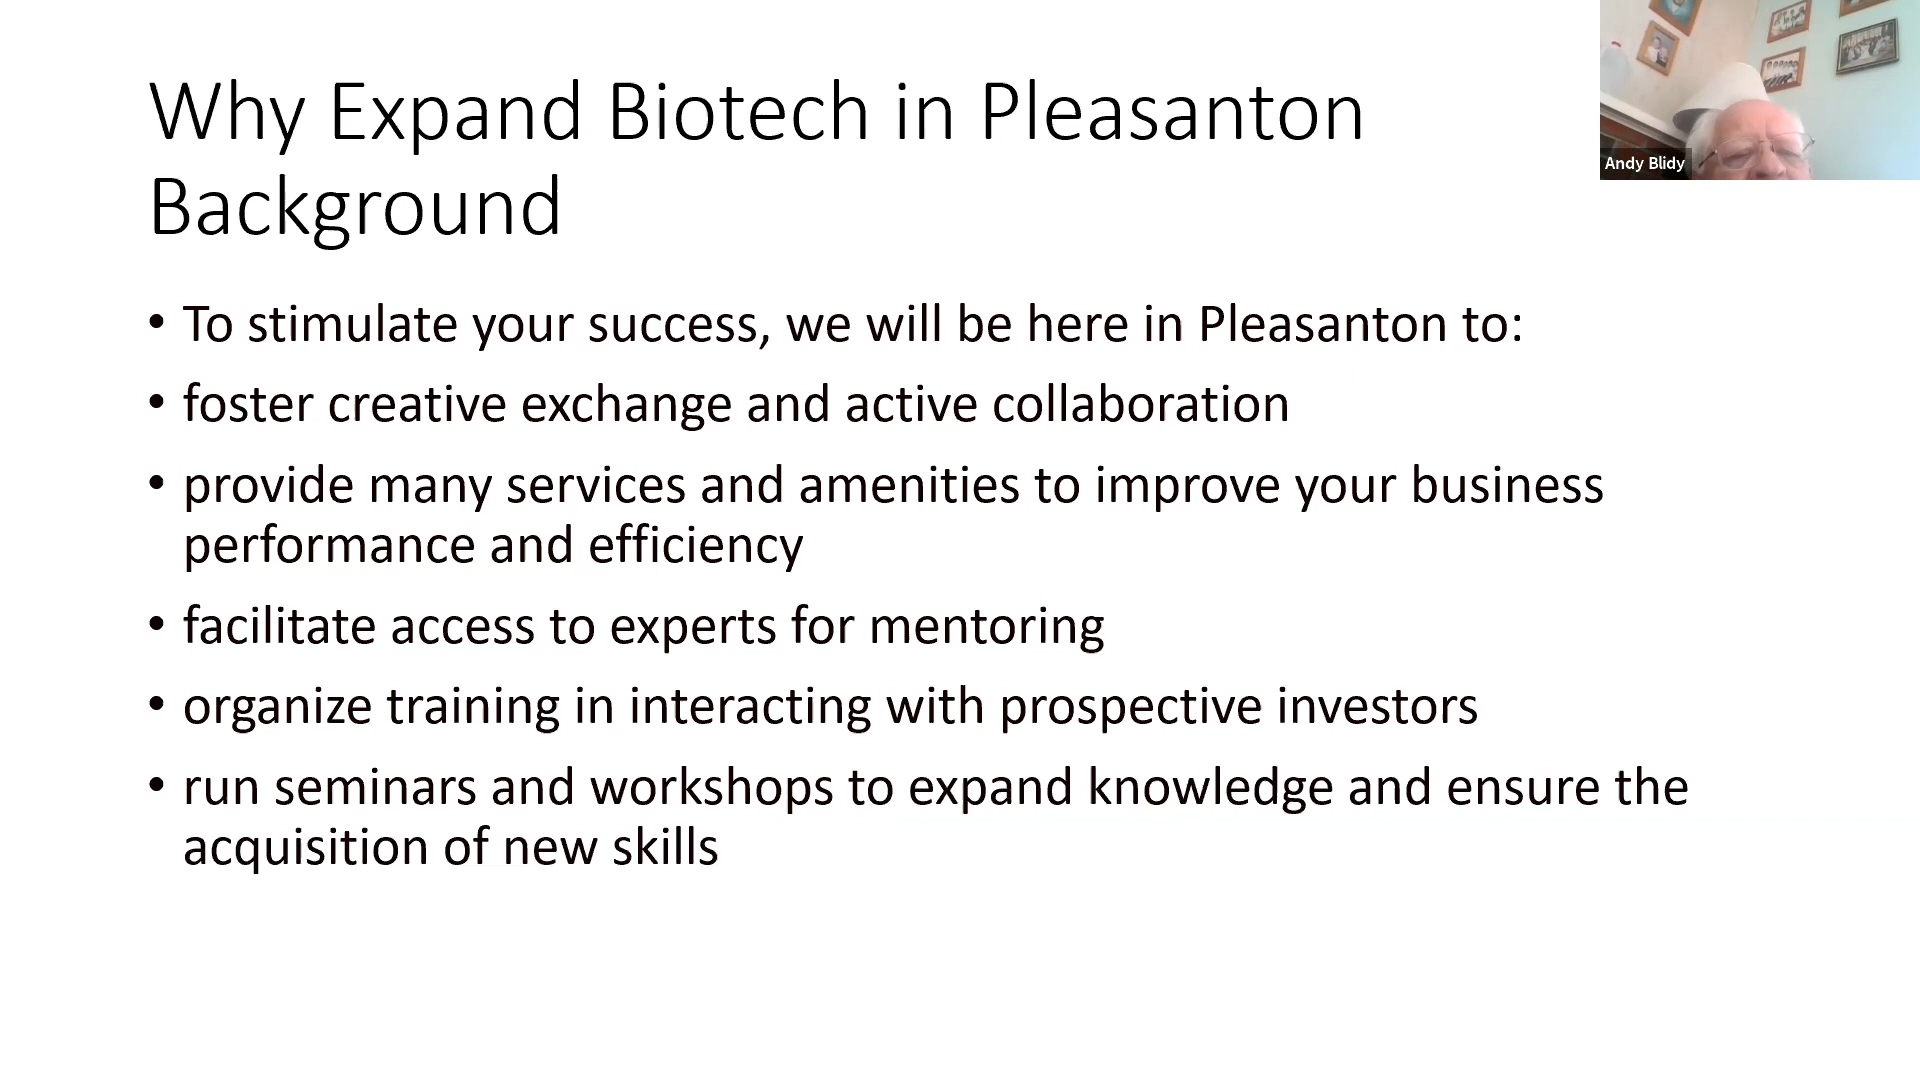 Why Expand Biotech in Pleasanton
Background
Andy Blidy
• To stimulate your success, we will be here in Pleasanton to:
• foster creative exchange and active collaboration
• provide many services and amenities to improve your business
performance and efficiency
• facilitate access to experts for mentoring
• organize training in interacting with prospective investors
• run seminars and workshops to expand knowledge and ensure the
acquisition of new skills